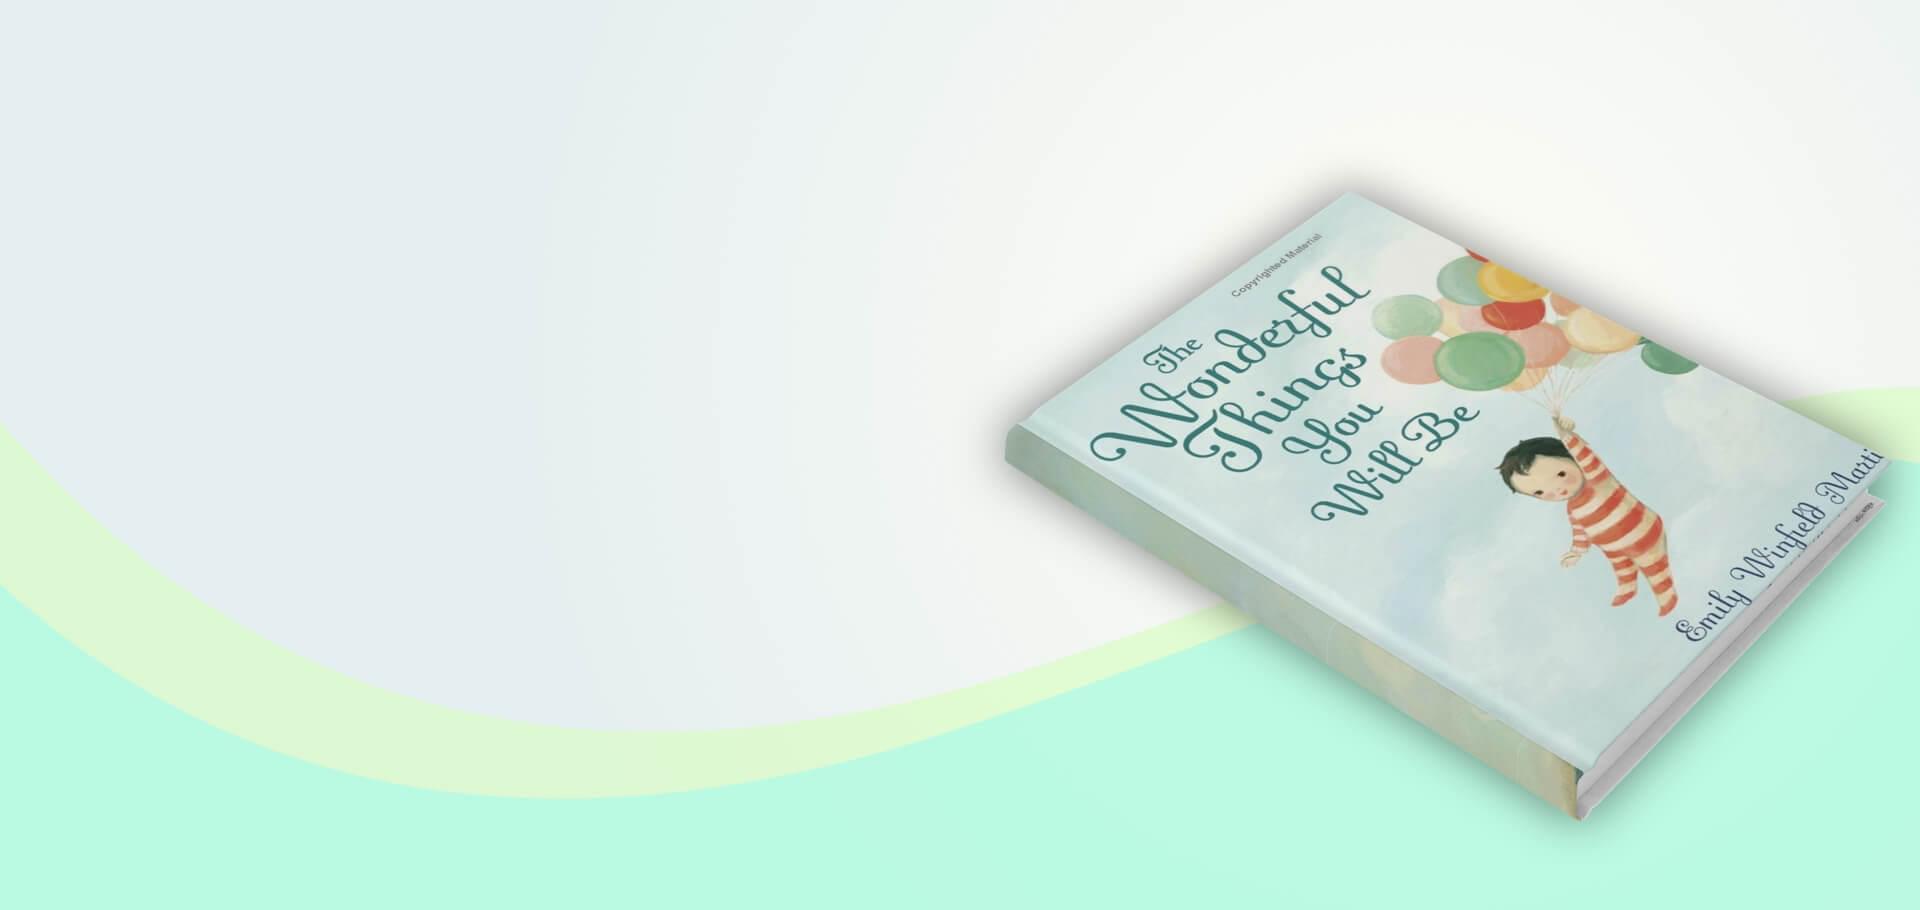 Copyrighted Material
The
Wonderful
Things
You
Will Be
Emily Winfield Marti